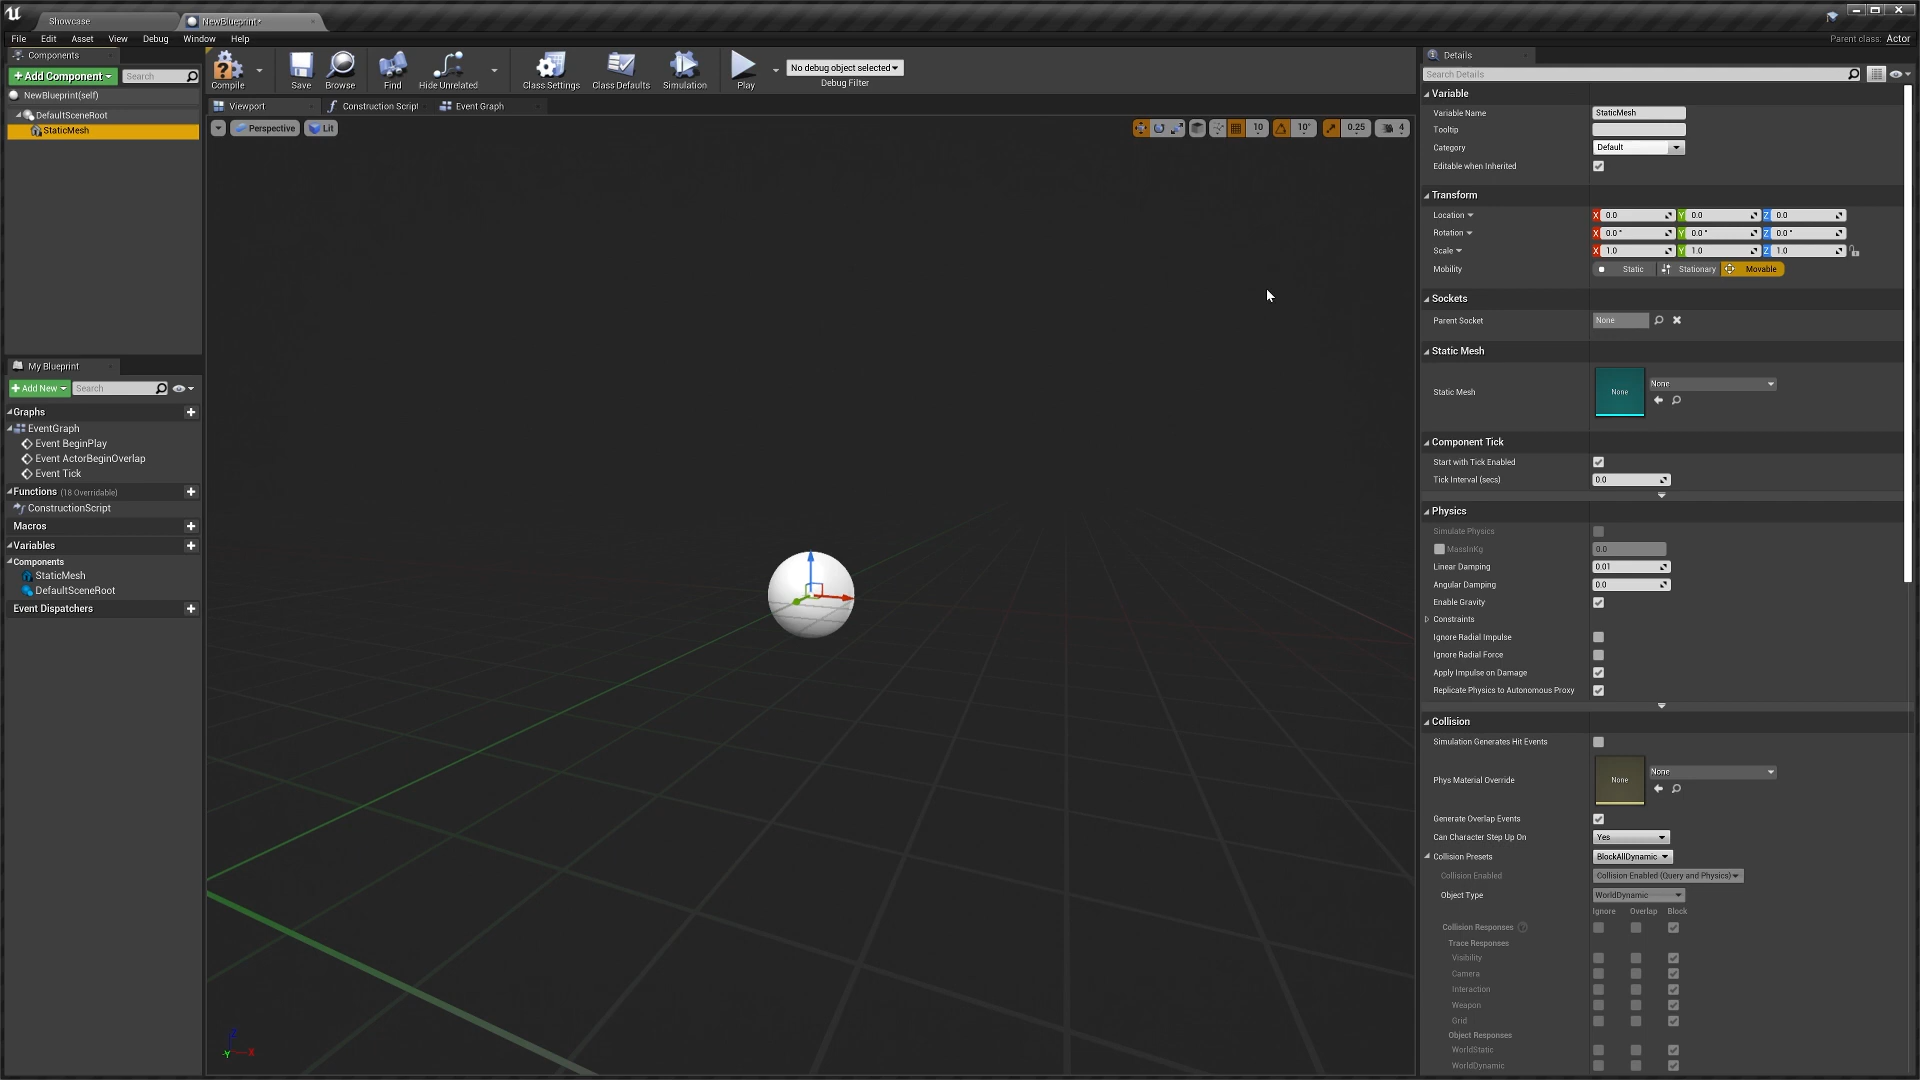 Showcase
NewBlueprint*
File Edit Asset View Debug Window Help
Parent class: Actor
Components
+Add Component
Search
NewBlueprint(self)
DefaultSceneRoot
StaticMesh
Compile
Save
Browse
Find
Hide Unrelated
Class Settings
Class Defaults
Simulation
Play
No debug object selected
Debug Filter
Viewport
Construction Script
Event Graph
Perspective
Lit
10
10°
0.25
4
My Blueprint
+Add New
Search
Graphs
EventGraph
Event BeginPlay
Event ActorBeginOverlap
Event Tick
Functions (18 Overridable)
ConstructionScript
Macros
Variables
Components
StaticMesh
DefaultSceneRoot
Event Dispatchers
Z
Y X
Details
Search Details
Variable
Variable Name StaticMesh
Tooltip
Category Default
Editable when Inherited
Transform
Location X 0.0 Y 0.0 Z 0.0
Rotation X 0.0 ° Y 0.0 ° Z 0.0 °
Scale X 1.0 Y 1.0 Z 1.0
Mobility Static Stationary Movable
Sockets
Parent Socket None
Static Mesh
Static Mesh None None
Component Tick
Start with Tick Enabled
Tick Interval (secs) 0.0
Physics
Simulate Physics
MassInKg 0.0
Linear Damping 0.01
Angular Damping 0.0
Enable Gravity
Constraints
Ignore Radial Impulse
Ignore Radial Force
Apply Impulse on Damage
Replicate Physics to Autonomous Proxy
Collision
Simulation Generates Hit Events
Phys Material Override None None
Generate Overlap Events
Can Character Step Up On Yes
Collision Presets BlockAllDynamic
Collision Enabled Collision Enabled (Query and Physics)
Object Type WorldDynamic
Ignore Overlap Block
Collision Responses ?
Trace Responses
Visibility
Camera
Interaction
Weapon
Grid
Object Responses
WorldStatic
WorldDynamic